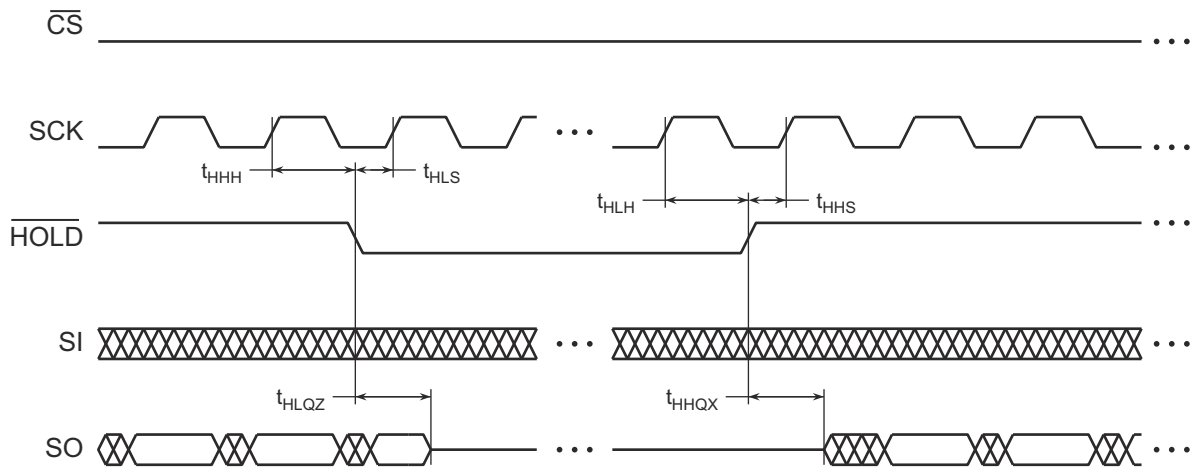 CS
SCK
tHHH
tHLS
tHLH
tHHS
HOLD
SI
tHLQZ
tHHQX
SO